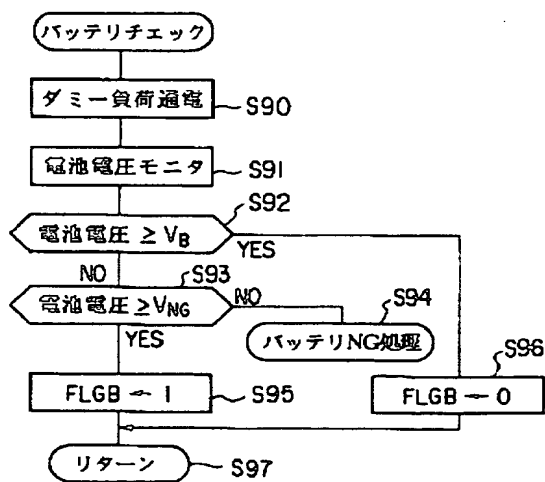 バッテリチェック
ダミー負荷通電
S90
電池電圧モニタ
S91
S92
電池電圧 ≥ VB
YES
NO
S93
電池電圧≥VNG
NO
S94
バッテリNG処理
YES
S96
FLGB ← 1
S95
FLGB ← 0
リターン
S97